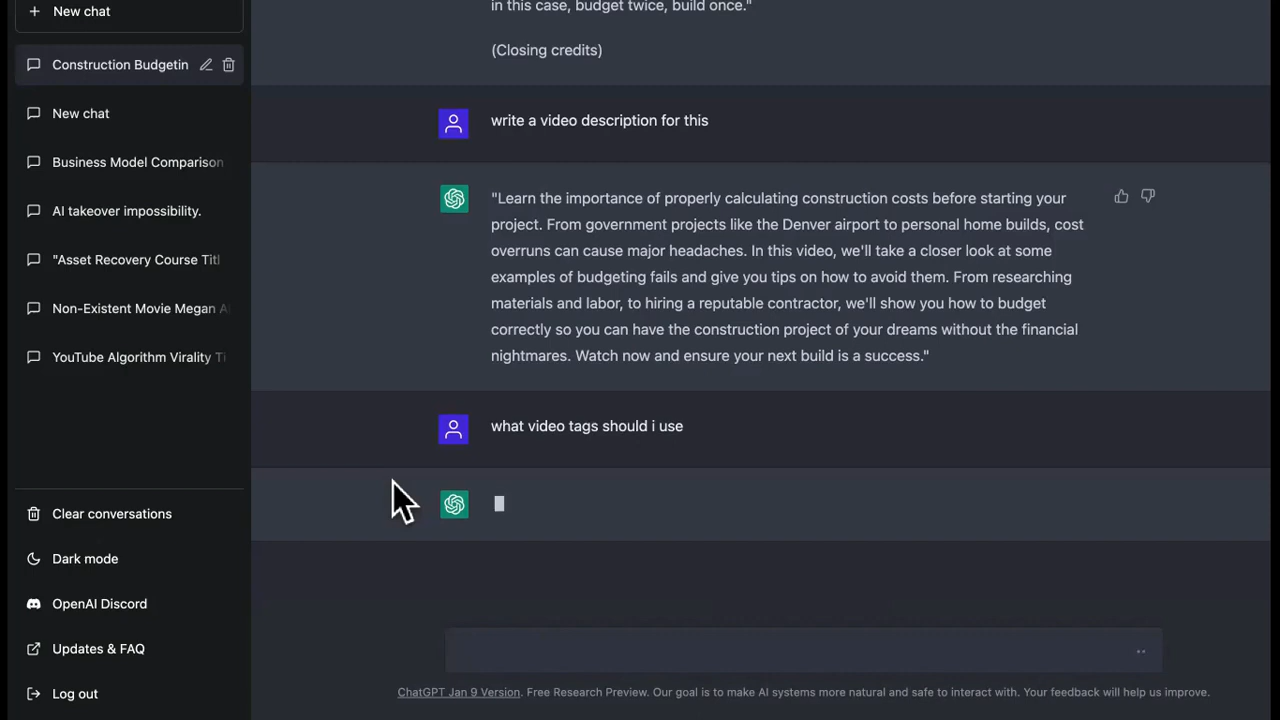 New chat
Construction Budgetin
New chat
Business Model Comparison
AI takeover impossibility.
"Asset Recovery Course Titl
Non-Existent Movie Megan A
YouTube Algorithm Virality Ti
Clear conversations
Dark mode
OpenAI Discord
Updates & FAQ
Log out
in this case, budget twice, build once."
(Closing credits)
write a video description for this
"Learn the importance of properly calculating construction costs before starting your
project. From government projects like the Denver airport to personal home builds, cost
overruns can cause major headaches. In this video, we'll take a closer look at some
examples of budgeting fails and give you tips on how to avoid them. From researching
materials and labor, to hiring a reputable contractor, we'll show you how to budget
correctly so you can have the construction project of your dreams without the financial
nightmares. Watch now and ensure your next build is a success."
what video tags should i use
ChatGPT Jan 9 Version. Free Research Preview. Our goal is to make AI systems more natural and safe to interact with. Your feedback will help us improve.